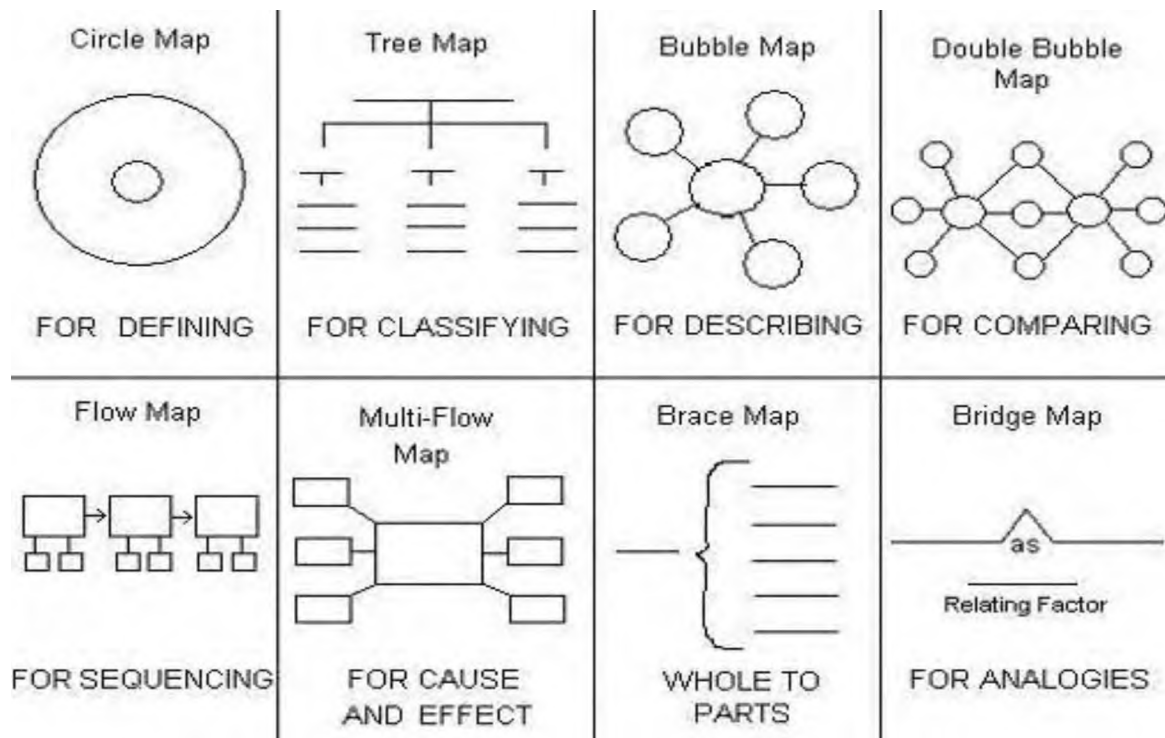 Circle Map
FOR DEFINING
Tree Map
FOR CLASSIFYING
Bubble Map
FOR DESCRIBING
Double Bubble
Map
FOR COMPARING
Flow Map
FOR SEQUENCING
Multi-Flow
Map
FOR CAUSE
AND EFFECT
Brace Map
WHOLE TO
PARTS
Bridge Map
as
Relating Factor
FOR ANALOGIES